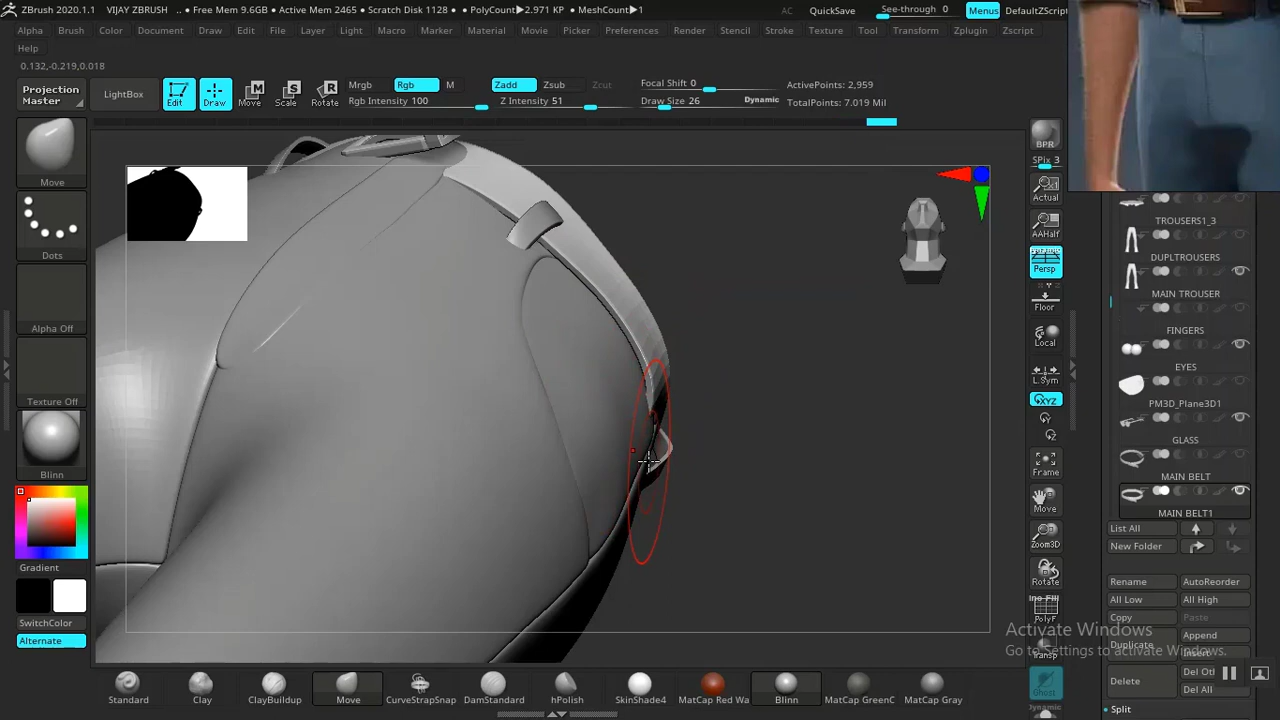 ZBrush 2020.1.1 VIJAY ZBRUSH .. ● Free Mem 9.6GB ● Active Mem 2465 ● Scratch Disk 1128 ● PolyCount▶2.971 KP ● MeshCount▶1 AC QuickSave See-through 0 Menus DefaultZScript
Alpha Brush Color Document Draw Edit File Layer Light Macro Marker Material Movie Picker Preferences Render Stencil Stroke Texture Tool Transform Zplugin Zscript
Help
0.132,-0.219,0.018
Projection Master
LightBox
Edit
Draw
Move
Scale
Rotate
Mrgb Rgb M
Rgb Intensity 100
Zadd Zsub Zcut
Z Intensity 51
Focal Shift 0
Draw Size 26
Dynamic
ActivePoints: 2,959
TotalPoints: 7.019 Mil
Move
Dots
Alpha Off
Texture Off
Blinn
Gradient
SwitchColor
Alternate
BPR
SPix 3
Actual
AAHalf
Persp
Floor
Local
L.Sym
XYZ
Y
Z
Frame
Move
Zoom3D
Rotate
PolyF
Transp
Ghost
Dynamic
TROUSERS1_3
DUPLTROUSERS
MAIN TROUSER
FINGERS
EYES
PM3D_Plane3D1
GLASS
MAIN BELT
MAIN BELT1
List All
New Folder
Rename AutoReorder
All Low All High
Copy Paste
Duplicate Append
Insert
Delete Del Oth
Del All
Split
Activate Windows
Go to Settings to activate Windows.
Standard Clay ClayBuildup Move CurveStrapSnap DamStandard hPolish SkinShade4 MatCap Red Wa Blinn MatCap GreenC MatCap Gray